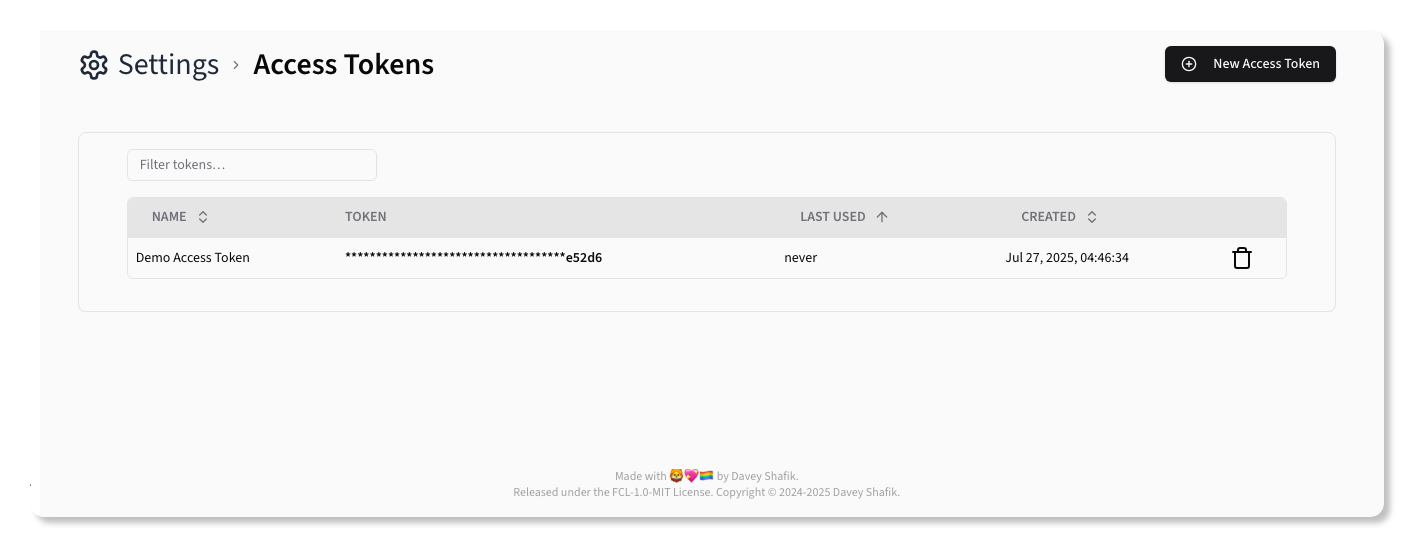 Settings > Access Tokens
New Access Token
Filter tokens...
NAME TOKEN LAST USED CREATED
Demo Access Token ************************************e52d6 never Jul 27, 2025, 04:46:34
Made with 🦁💖🏳️‍🌈 by Davey Shafik.
Released under the FCL-1.0-MIT License. Copyright © 2024-2025 Davey Shafik.